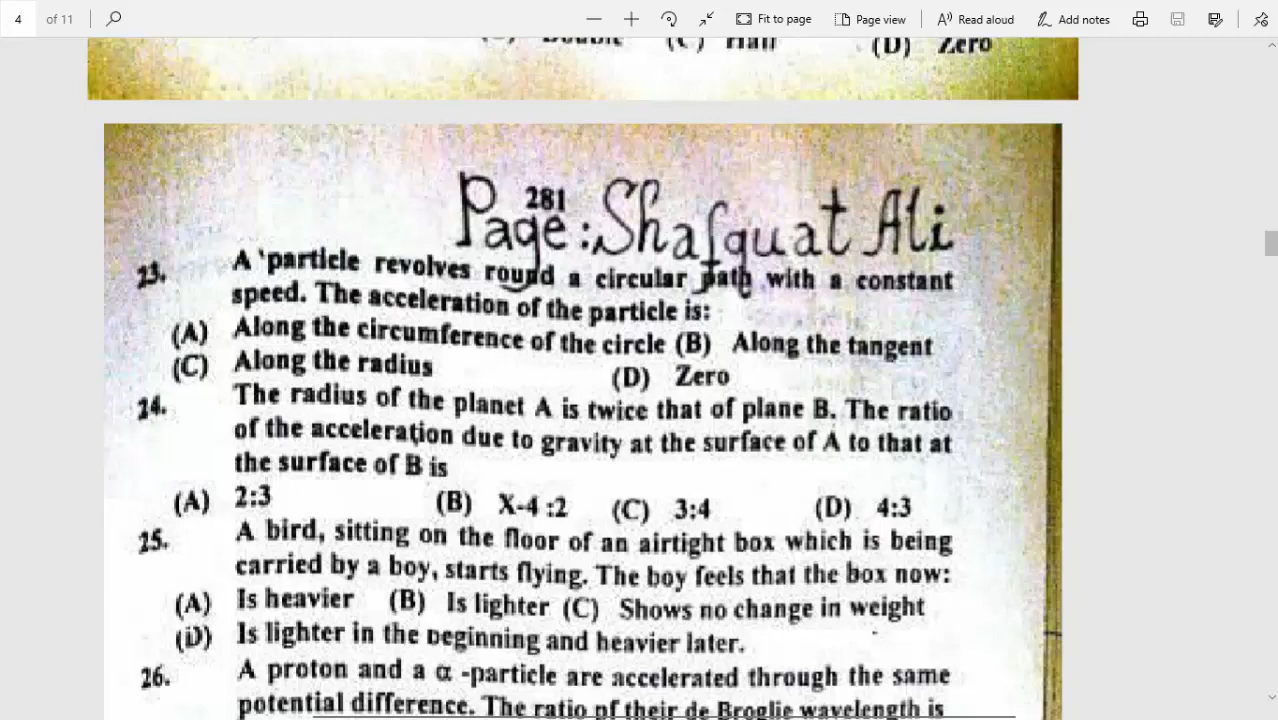 4 of 11 Fit to page Page view Read aloud Add notes
(D) Zero
281
Page: Shafquat Ali
23. A particle revolves round a circular path with a constant
speed. The acceleration of the particle is:
(A) Along the circumference of the circle (B) Along the tangent
(C) Along the radius (D) Zero
24. The radius of the planet A is twice that of plane B. The ratio
of the acceleration due to gravity at the surface of A to that at
the surface of B is
(A) 2:3 (B) X-4 :2 (C) 3:4 (D) 4:3
25. A bird, sitting on the floor of an airtight box which is being
carried by a boy, starts flying. The boy feels that the box now:
(A) Is heavier (B) Is lighter (C) Shows no change in weight
(D) Is lighter in the beginning and heavier later.
26. A proton and a α -particle are accelerated through the same
potential difference. The ratio of their de Broglie wavelength is